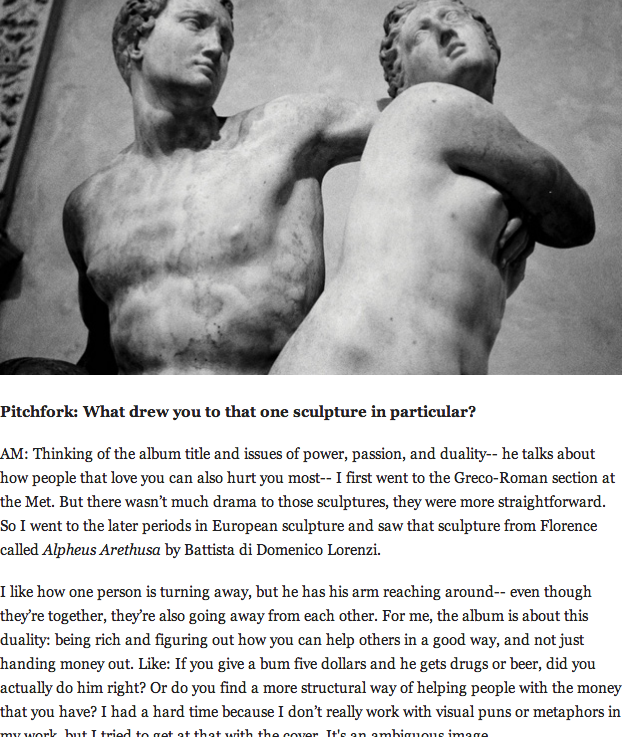 Pitchfork: What drew you to that one sculpture in particular?
AM: Thinking of the album title and issues of power, passion, and duality-- he talks about
how people that love you can also hurt you most-- I first went to the Greco-Roman section at
the Met. But there wasn’t much drama to those sculptures, they were more straightforward.
So I went to the later periods in European sculpture and saw that sculpture from Florence
called Alpheus Arethusa by Battista di Domenico Lorenzi.
I like how one person is turning away, but he has his arm reaching around-- even though
they’re together, they’re also going away from each other. For me, the album is about this
duality: being rich and figuring out how you can help others in a good way, and not just
handing money out. Like: If you give a bum five dollars and he gets drugs or beer, did you
actually do him right? Or do you find a more structural way of helping people with the money
that you have? I had a hard time because I don’t really work with visual puns or metaphors in
my work, but I tried to get at that with the cover. It's an ambiguous image.